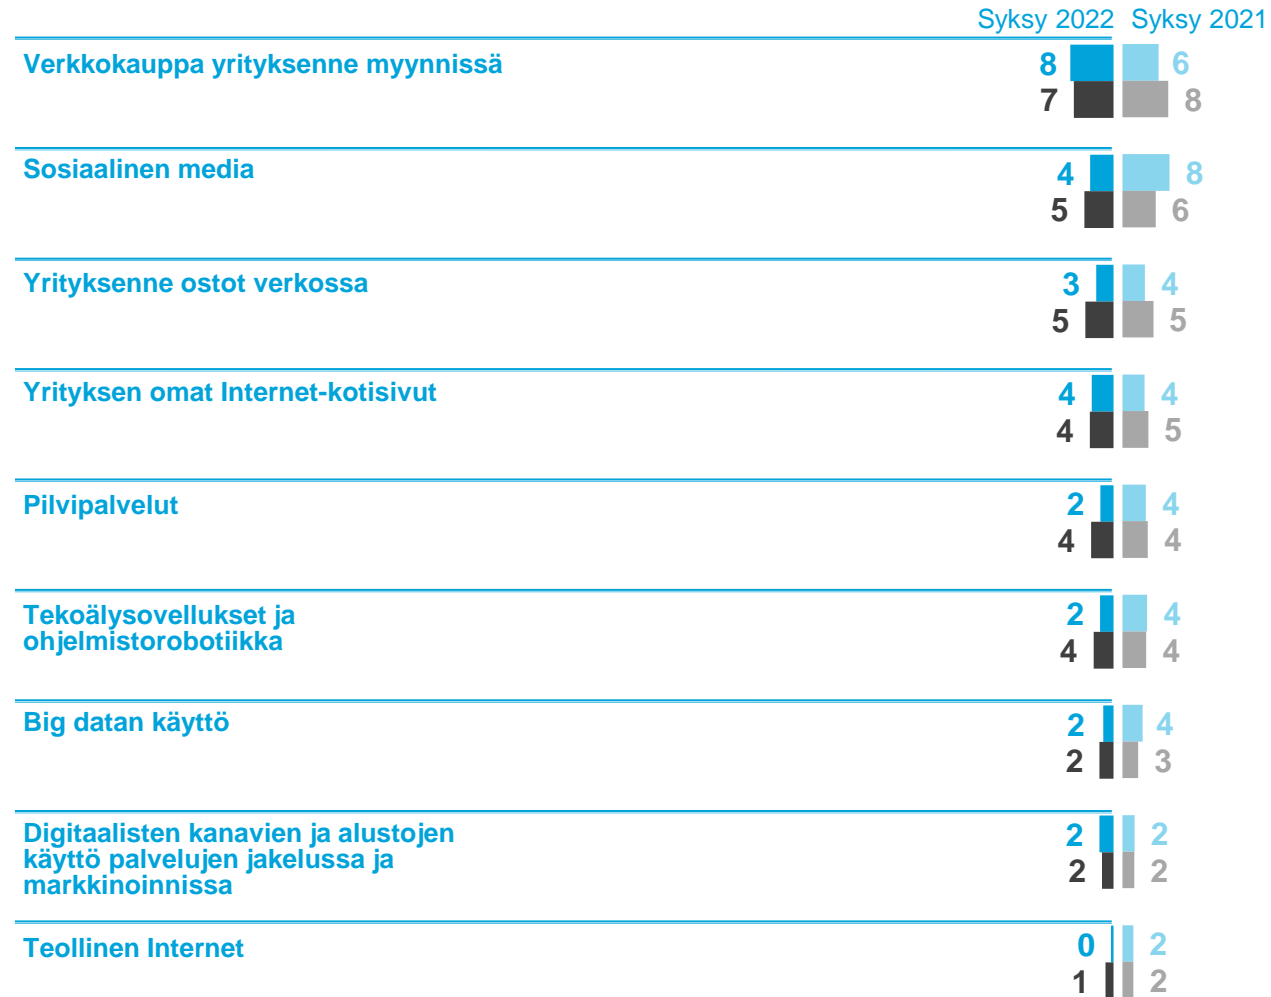 Syksy 2022 Syksy 2021
Verkkokauppa yrityksenne myynnissä
8 6
7 8
Sosiaalinen media
4 8
5 6
Yrityksenne ostot verkossa
3 4
5 5
Yrityksen omat Internet-kotisivut
4 4
4 5
Pilvipalvelut
2 4
4 4
Tekoälysovellukset ja
ohjelmistorobotiikka
2 4
4 4
Big datan käyttö
2 4
2 3
Digitaalisten kanavien ja alustojen
käyttö palvelujen jakelussa ja
markkinoinnissa
2 2
2 2
Teollinen Internet
0 2
1 2